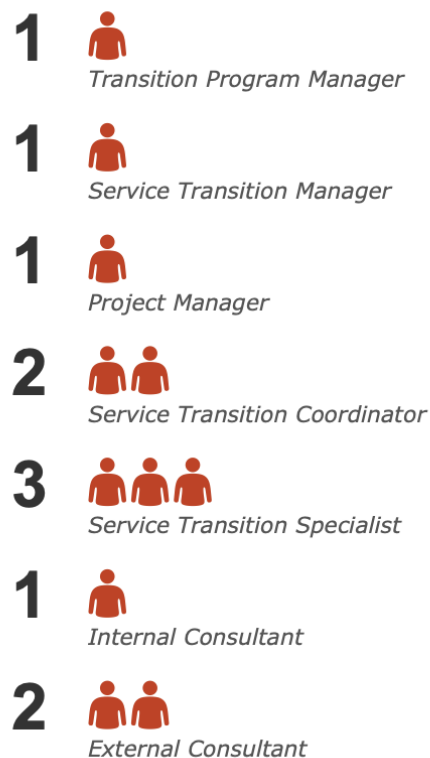 1
Transition Program Manager
1
Service Transition Manager
1
Project Manager
2
Service Transition Coordinator
3
Service Transition Specialist
1
Internal Consultant
2
External Consultant